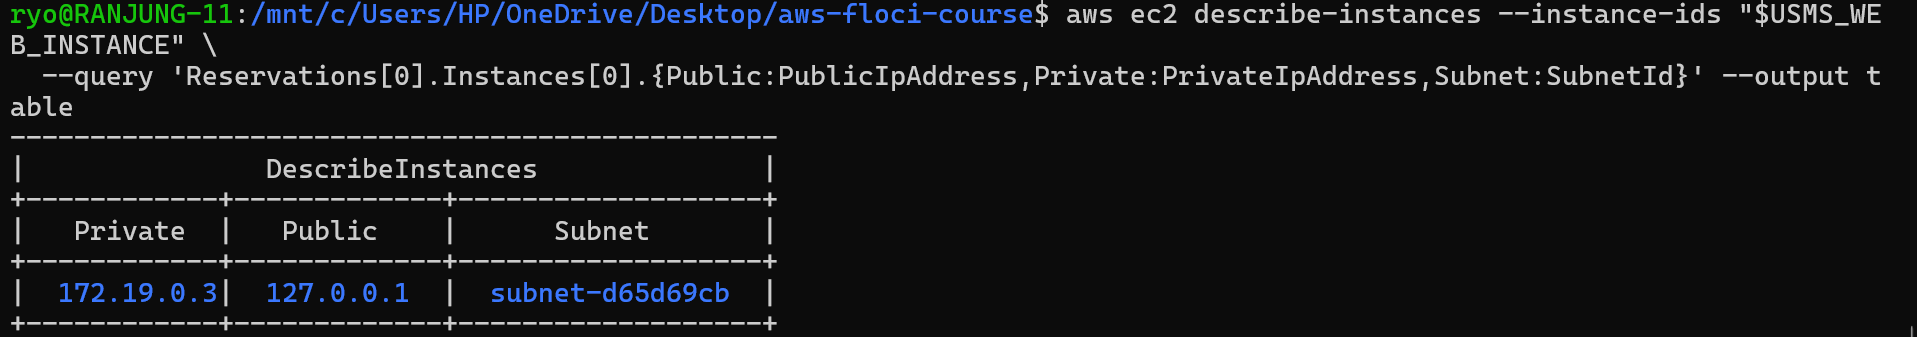 ryo@RANJUNG-11:/mnt/c/Users/HP/OneDrive/Desktop/aws-floci-course$ aws ec2 describe-instances --instance-ids "$USMS_WE
B_INSTANCE" \
  --query 'Reservations[0].Instances[0].{Public:PublicIpAddress,Private:PrivateIpAddress,Subnet:SubnetId}' --output t
able
------------------------------------------------
|               DescribeInstances              |
+------------+-------------+-------------------+
|   Private  |   Public    |      Subnet       |
+------------+-------------+-------------------+
|  172.19.0.3|  127.0.0.1  |  subnet-d65d69cb  |
+------------+-------------+-------------------+